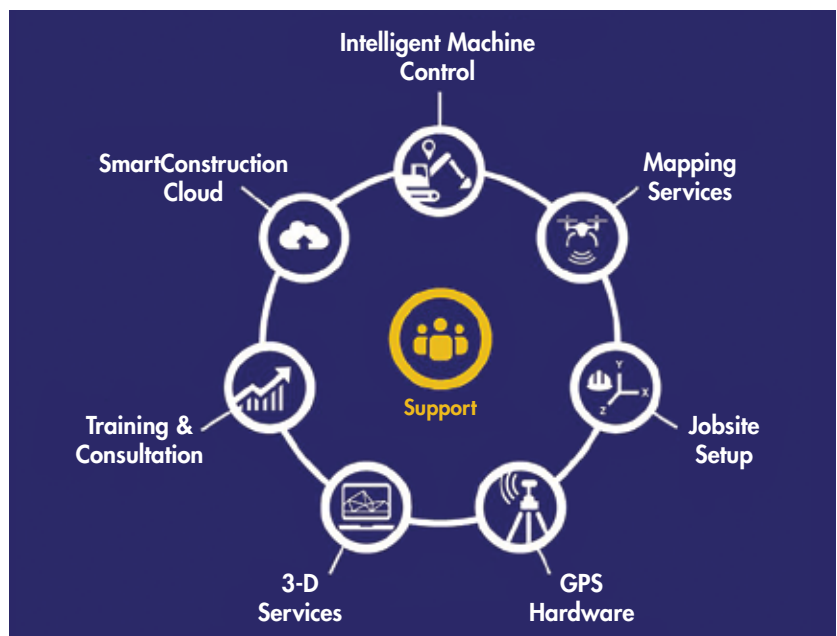 Intelligent Machine
Control
Mapping
Services
Jobsite
Setup
GPS
Hardware
3-D
Services
Training &
Consultation
SmartConstruction
Cloud
Support
Y
X
Z